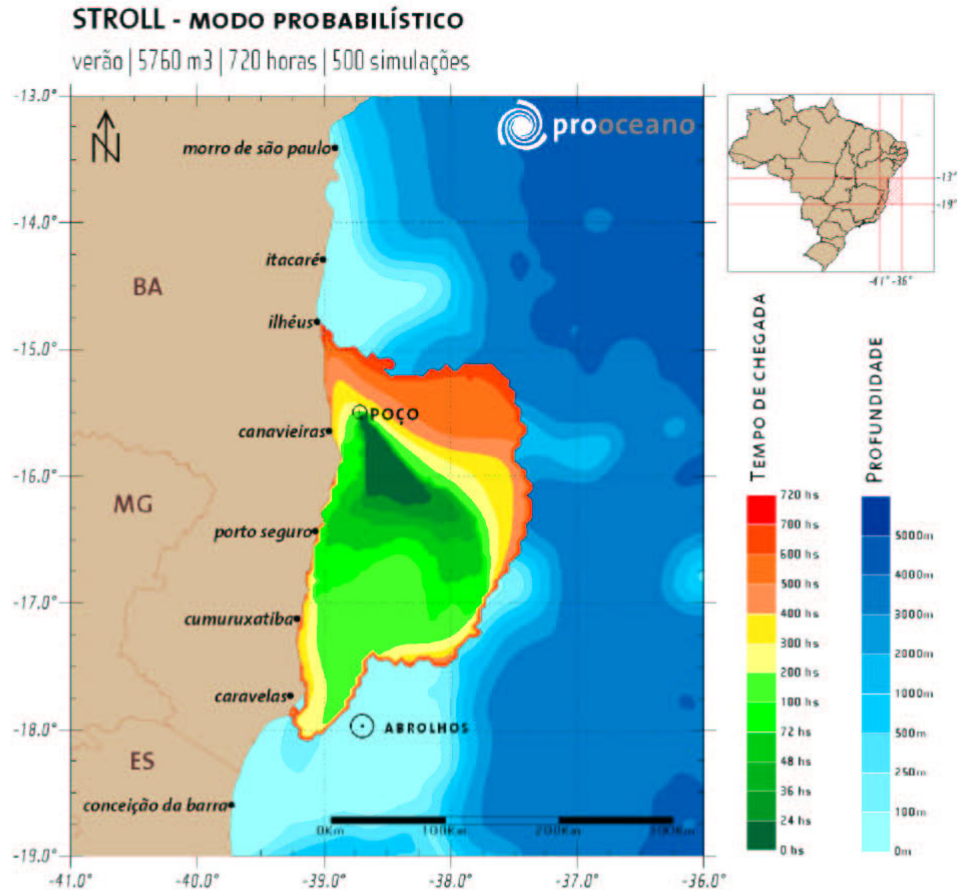 STROLL - MODO PROBABILÍSTICO
verão | 5760 m3 | 720 horas | 500 simulações
-13.0°
-14.0°
-15.0°
-16.0°
-17.0°
-18.0°
-19.0°
-41.0°
-40.0°
-39.0°
-38.0°
-37.0°
-36.0°
N
prooceano
morro de são paulo
itacaré
BA
ilhéus
POÇO
canavieiras
MG
porto seguro
cumuruxatiba
caravelas
ABROLHOS
ES
conceição da barra
0Km
100Km
200Km
300Km
-13°
-19°
-41°
-36°
TEMPO DE CHEGADA
720 hs
700 hs
600 hs
500 hs
400 hs
300 hs
200 hs
100 hs
72 hs
48 hs
36 hs
24 hs
0 hs
PROFUNDIDADE
5000m
4000m
3000m
2000m
1000m
500m
250m
100m
0m